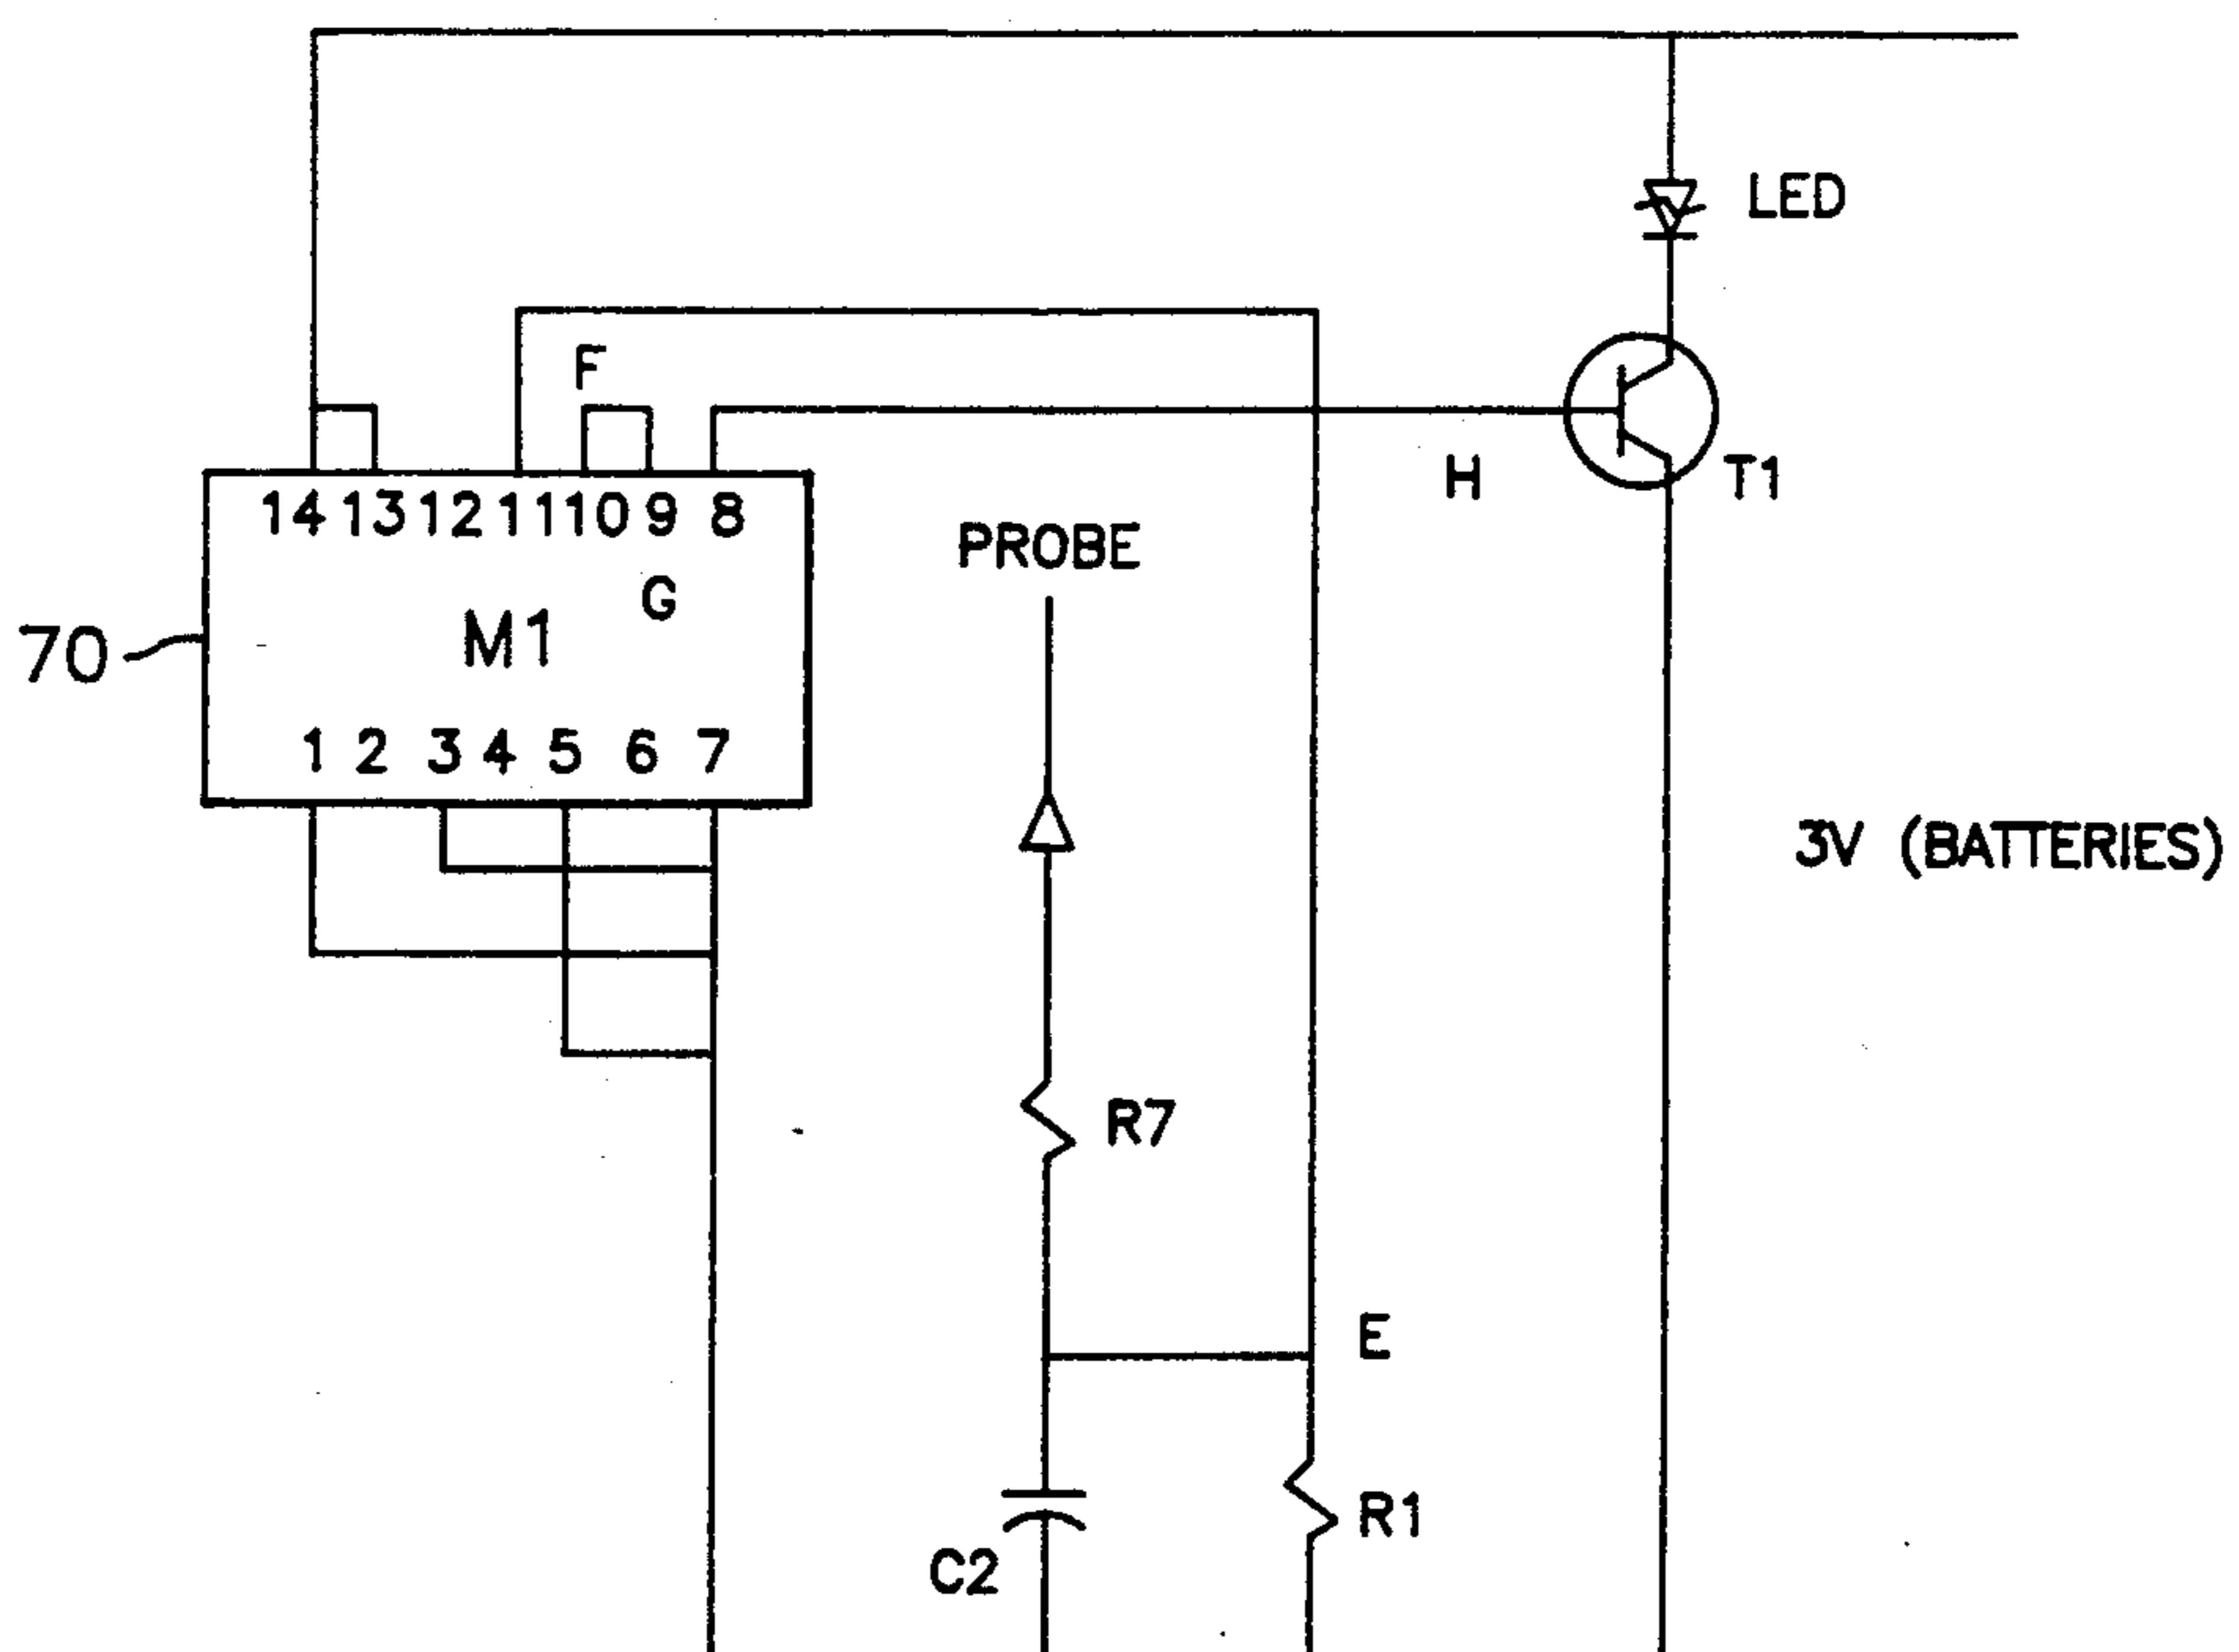 LED
F
H
T1
14 13 12 11 10 9 8
PROBE
G
M1
70
1 2 3 4 5 6 7
3V (BATTERIES)
R7
E
R1
C2